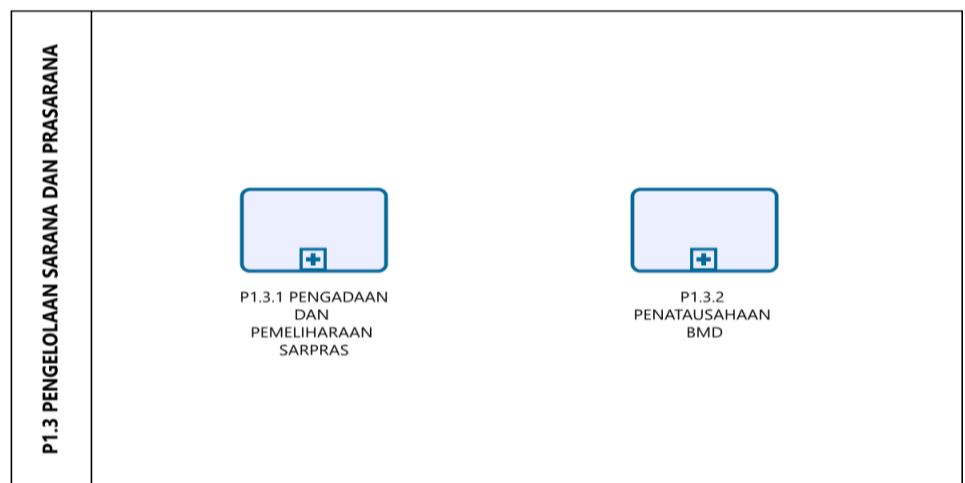 P1.3 PENGELOLAAN SARANA DAN PRASARANA
P1.3.1 PENGADAAN
DAN
PEMELIHARAAN
SARPRAS
P1.3.2
PENATAUSAHAAN
BMD